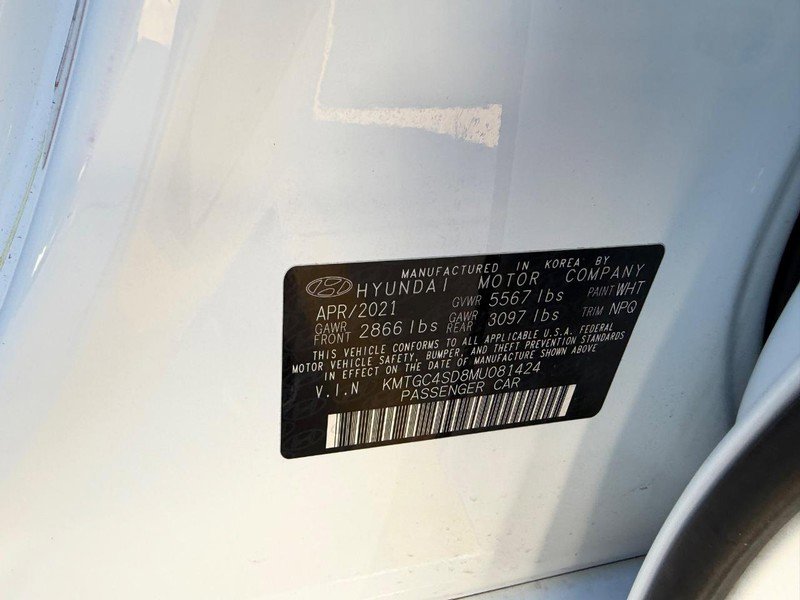 MANUFACTURED IN KOREA BY
HYUNDAI MOTOR COMPANY
APR/2021 GVWR 5567 lbs PAINT WHT
GAWR FRONT 2866 lbs GAWR REAR 3097 lbs TRIM NPQ
THIS VEHICLE CONFORMS TO ALL APPLICABLE U.S.A. FEDERAL
MOTOR VEHICLE SAFETY, BUMPER, AND THEFT PREVENTION STANDARDS
IN EFFECT ON THE DATE OF MANUFACTURE SHOWN ABOVE
V.I.N KMTGC4SD8MU081424
PASSENGER CAR